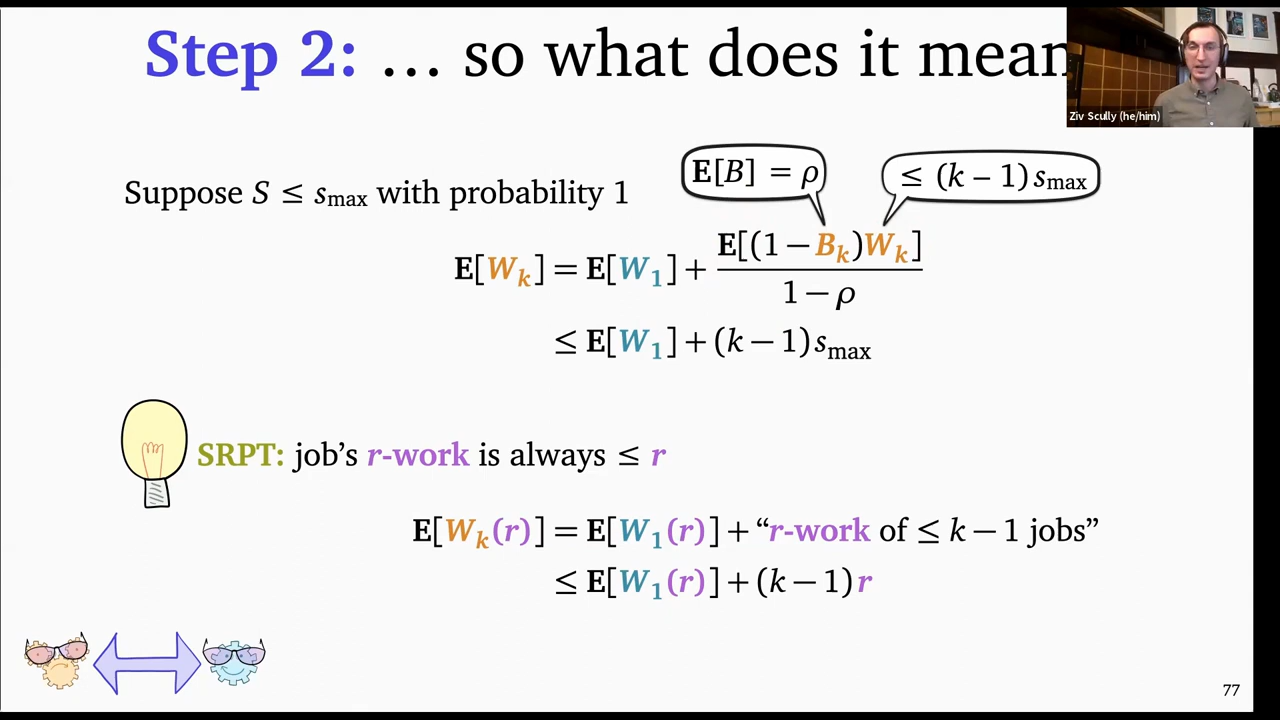 Step 2: … so what does it mean
Ziv Scully (he/him)
E[B] = ρ
≤ (k − 1)s_max
Suppose S ≤ s_max with probability 1
E[W_k] = E[W_1] + E[(1 − B_k)W_k] / (1 − ρ)
≤ E[W_1] + (k − 1)s_max
SRPT: job’s r-work is always ≤ r
E[W_k(r)] = E[W_1(r)] + “r-work of ≤ k − 1 jobs”
≤ E[W_1(r)] + (k − 1)r
77